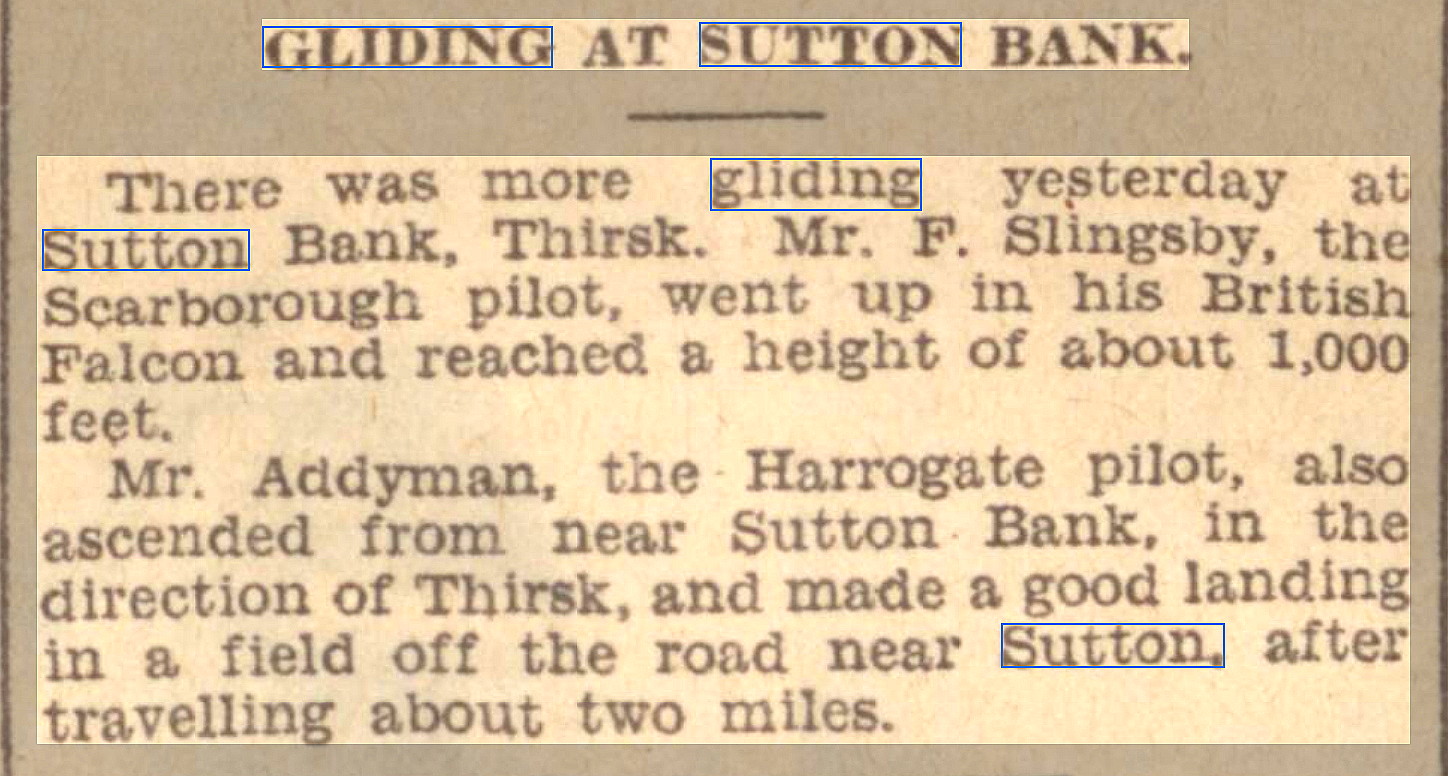 GLIDING AT SUTTON BANK.
There was more gliding yesterday at
Sutton Bank, Thirsk. Mr. F. Slingsby, the
Scarborough pilot, went up in his British
Falcon and reached a height of about 1,000
feet.
Mr. Addyman, the Harrogate pilot, also
ascended from near Sutton Bank, in the
direction of Thirsk, and made a good landing
in a field off the road near Sutton, after
travelling about two miles.